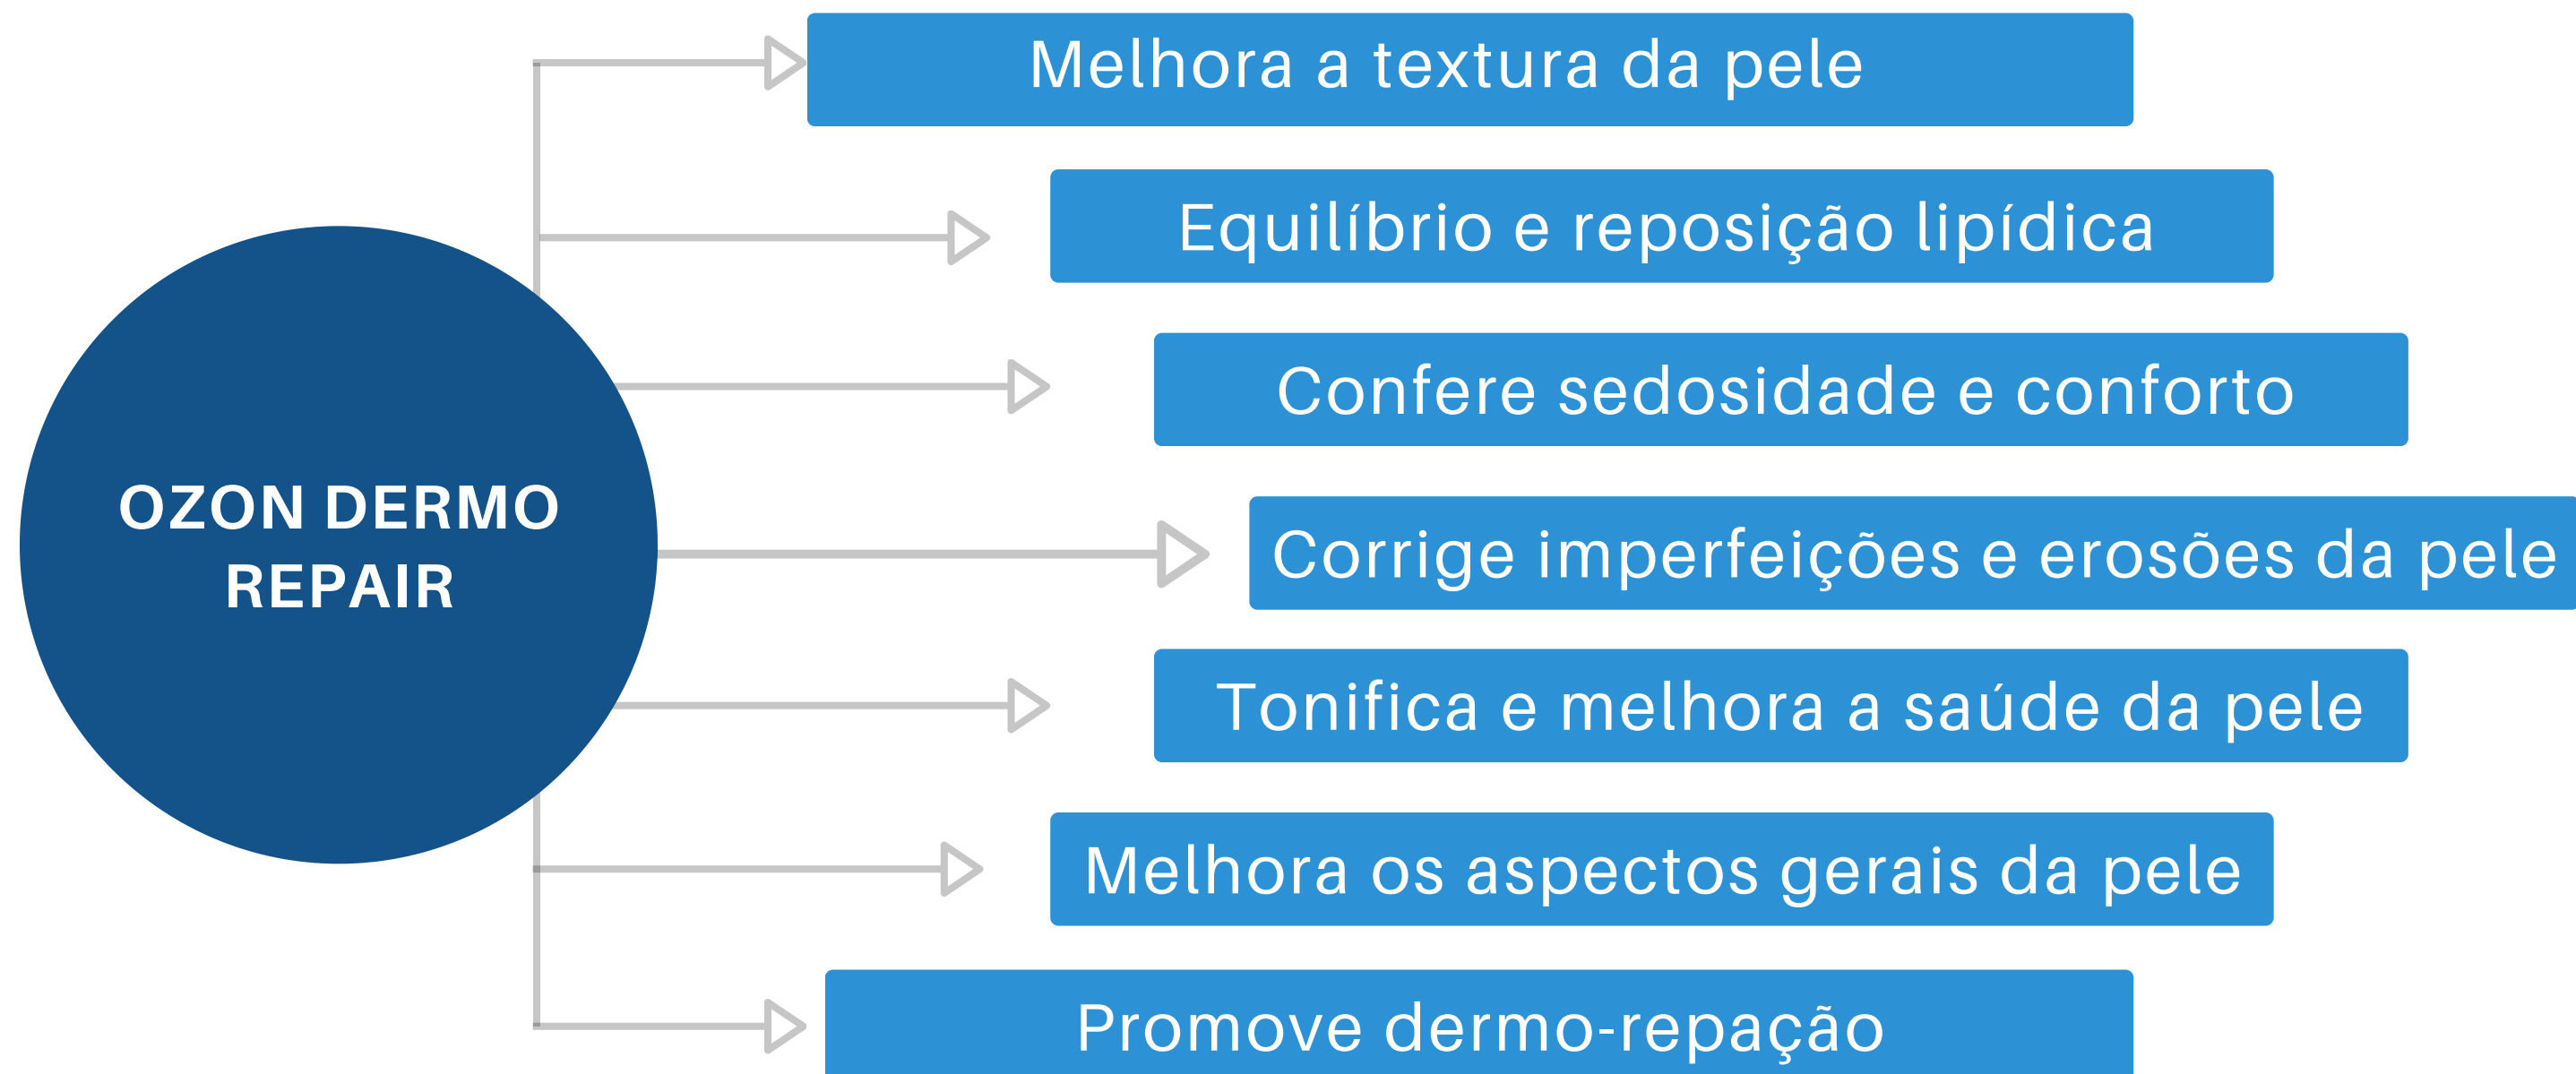 OZON DERMO
REPAIR
Melhora a textura da pele
Equilíbrio e reposição lipídica
Confere sedosidade e conforto
Corrige imperfeições e erosões da pele
Tonifica e melhora a saúde da pele
Melhora os aspectos gerais da pele
Promove dermo-repação